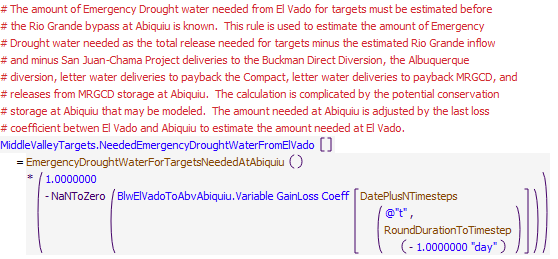 # The amount of Emergency Drought water needed from El Vado for targets must be estimated before
# the Rio Grande bypass at Abiquiu is known.  This rule is used to estimate the amount of Emergency
# Drought water needed as the total release needed for targets minus the estimated Rio Grande inflow
# and minus San Juan-Chama Project deliveries to the Buckman Direct Diversion, the Albuquerque
# diversion, letter water deliveries to payback the Compact, letter water deliveries to payback MRGCD, and
# releases from MRGCD storage at Abiquiu.  The calculation is complicated by the potential conservation
# storage at Abiquiu that may be modeled.  The amount needed at Abiquiu is adjusted by the last loss
# coefficient betwen El Vado and Abiquiu to estimate the amount needed at El Vado.
MiddleValleyTargets.NeededEmergencyDroughtWaterFromElVado []
= EmergencyDroughtWaterForTargetsNeededAtAbiquiu ()
* ( 1.0000000
- NaNToZero ( BlwElVadoToAbvAbiquiu.Variable GainLoss Coeff [ DatePlusNTimesteps
( @"t" ,
RoundDurationToTimestep
( - 1.0000000 "day" ) ) ] ) )